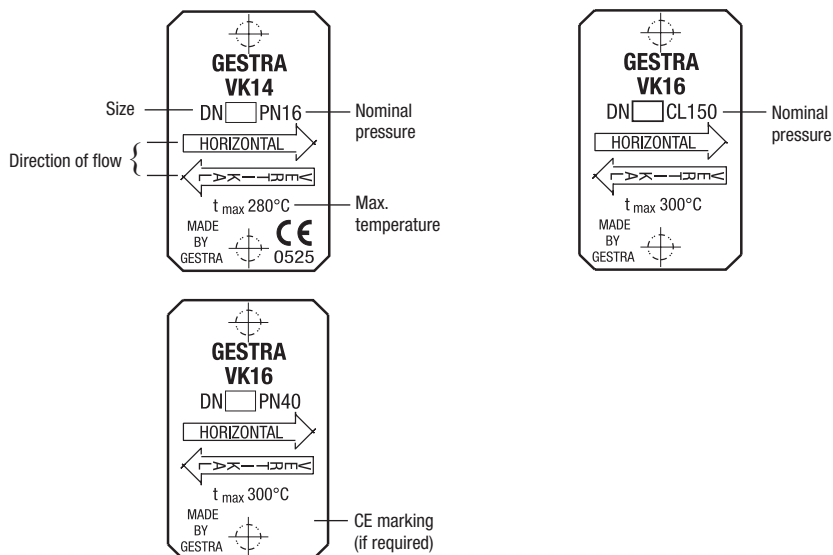 GESTRA
VK14
Size
DN PN16
Nominal
pressure
Direction of flow
HORIZONTAL
VERTIKAL
t max 280°C
Max.
temperature
MADE
BY
GESTRA
CE
0525
GESTRA
VK16
DN CL150
Nominal
pressure
HORIZONTAL
VERTIKAL
t max 300°C
MADE
BY
GESTRA
GESTRA
VK16
DN PN40
HORIZONTAL
VERTIKAL
t max 300°C
MADE
BY
GESTRA
CE marking
(if required)